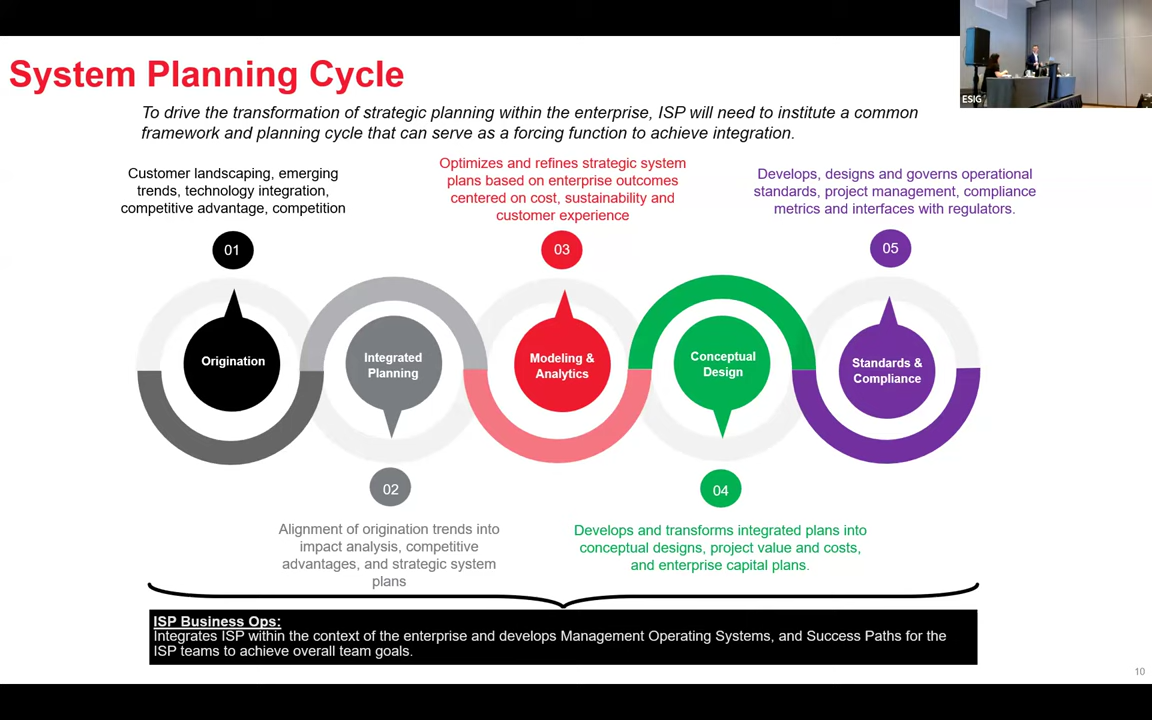 System Planning Cycle
To drive the transformation of strategic planning within the enterprise, ISP will need to institute a common
framework and planning cycle that can serve as a forcing function to achieve integration.
ESIG
Customer landscaping, emerging
trends, technology integration,
competitive advantage, competition
Optimizes and refines strategic system
plans based on enterprise outcomes
centered on cost, sustainability and
customer experience
Develops, designs and governs operational
standards, project management, compliance
metrics and interfaces with regulators.
01
03
05
Origination
Integrated
Planning
Modeling &
Analytics
Conceptual
Design
Standards &
Compliance
02
04
Alignment of origination trends into
impact analysis, competitive
advantages, and strategic system
plans
Develops and transforms integrated plans into
conceptual designs, project value and costs,
and enterprise capital plans.
ISP Business Ops:
Integrates ISP within the context of the enterprise and develops Management Operating Systems, and Success Paths for the
ISP teams to achieve overall team goals.
10